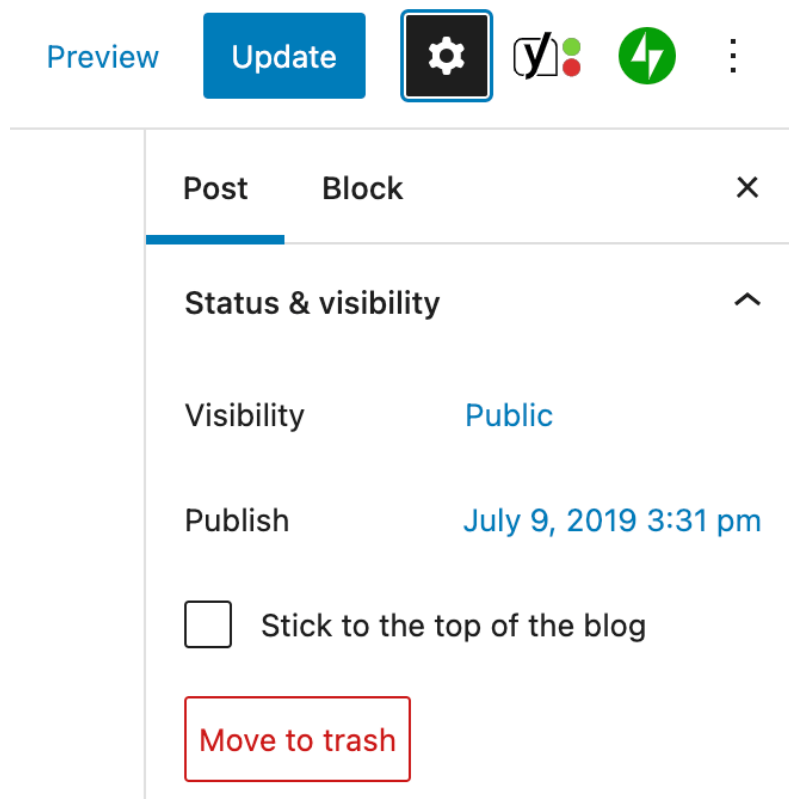 Preview Update
Post Block
Status & visibility
Visibility Public
Publish July 9, 2019 3:31 pm
Stick to the top of the blog
Move to trash